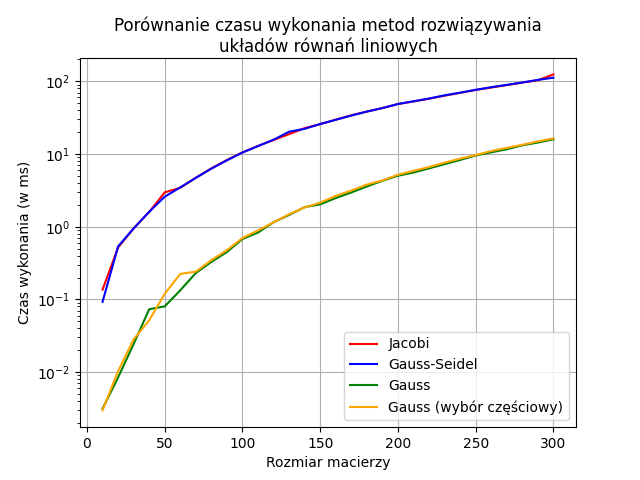 Porównanie czasu wykonania metod rozwiązywania
układów równań liniowych
Czas wykonania (w ms)
10²
10¹
10⁰
10⁻¹
10⁻²
0 50 100 150 200 250 300
Rozmiar macierzy
Jacobi
Gauss-Seidel
Gauss
Gauss (wybór częściowy)